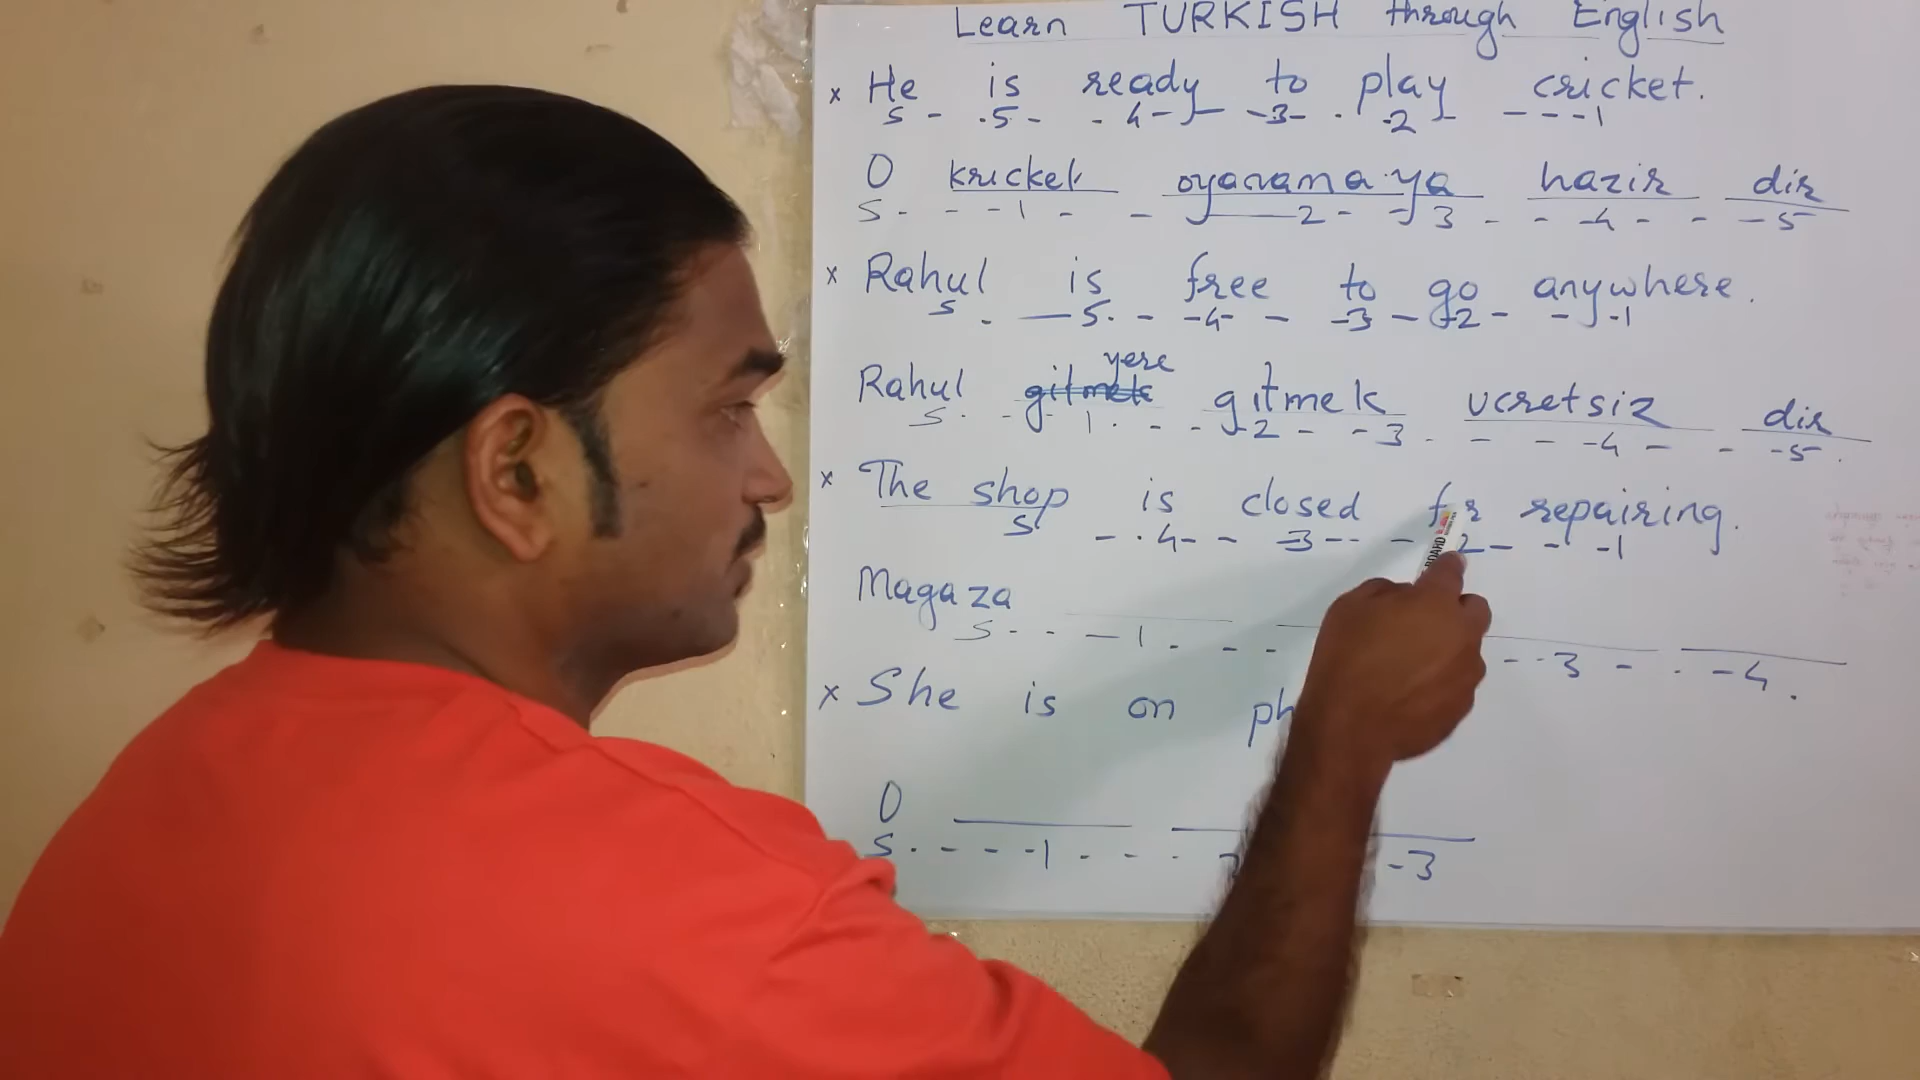 Learn TURKISH through English
x He is ready to play cricket.
S - .5 - - 4 - -3- . 2 - - - -1
O kricket oyanama.ya hazir dir
S. - - -1 - - 2 - - 3 - - -4 - - -5
x Rahul is free to go anywhere.
S - -5. - -4- - -3 - -2 - - -1
yere
Rahul gitmek gitmek ucretsiz dir
S. - - 1. - - -2 - - 3 - - - -4 - - -5.
x The shop is closed for repairing.
S - .4- - -3-- - 2 - - -1
Magaza
S - - -1 . - - - - 3 - . -4 .
x She is on
O
S. - - -1 . - - -3